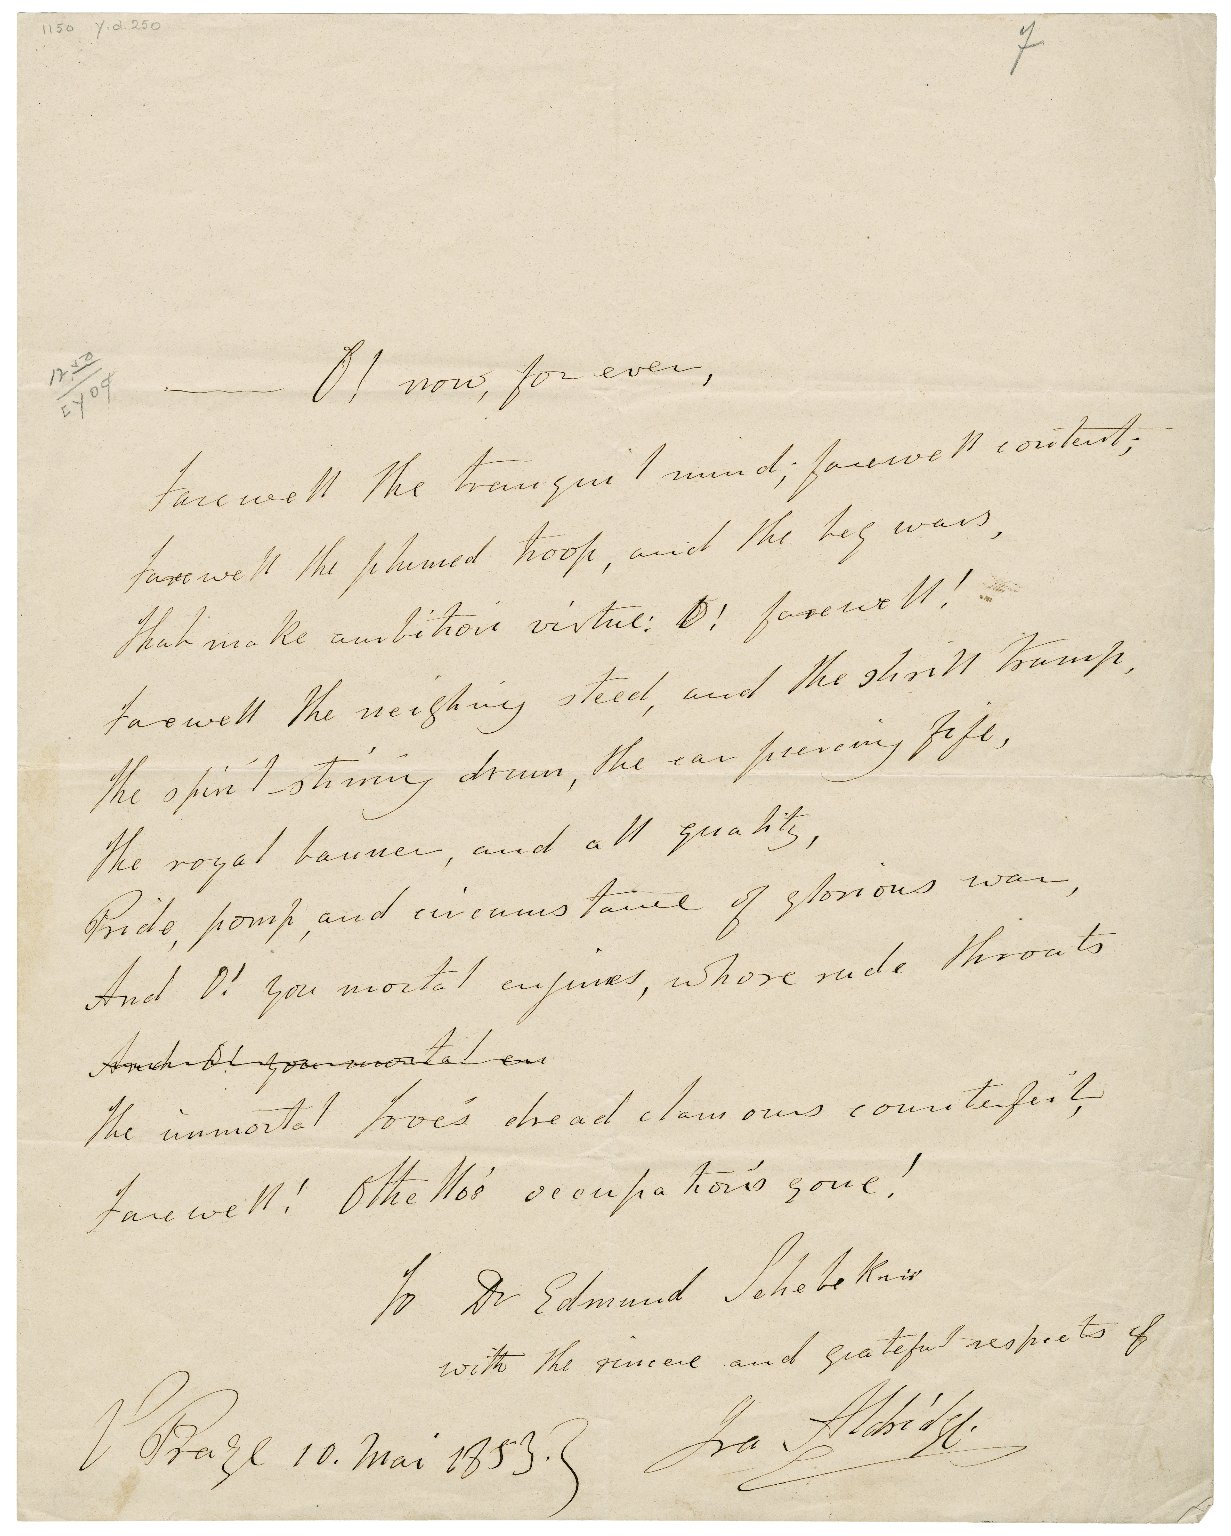 1150 Y.d.250
7
12.50
EY09
—— O! now, for ever,
Farewell the tranquil mind; farewell content;
Farewell the plumed troop, and the big wars,
That make ambition virtue: O! farewell!
Farewell the neighing steed, and the shrill trump,
The spirit stirring drum, the ear piercing fife,
The royal banner, and all quality,
Pride, pomp, and circumstance of glorious war,
And O! you mortal engines, whose rude throats
And O! you mortal en
The immortal Jove's dread clamours counterfeit,
Farewell! Othello's occupation's gone!
To Dr Edmund
with the sincere and grateful respects of
V Praze 10. Mai 1853.
Ira Aldridge.